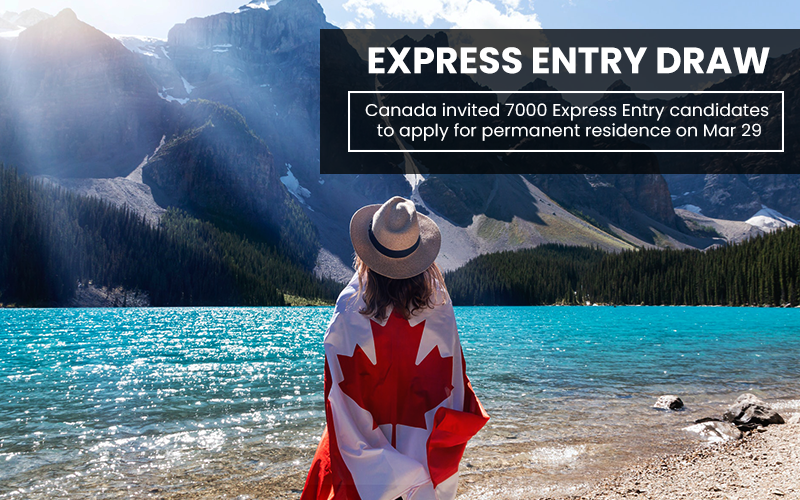 EXPRESS ENTRY DRAW
Canada invited 7000 Express Entry candidates
to apply for permanent residence on Mar 29